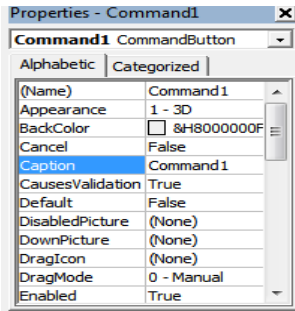 Properties - Command1
Command1 CommandButton
Alphabetic Categorized
(Name) Command1
Appearance 1 - 3D
BackColor &H8000000F
Cancel False
Caption Command1
CausesValidation True
Default False
DisabledPicture (None)
DownPicture (None)
DragIcon (None)
DragMode 0 - Manual
Enabled True